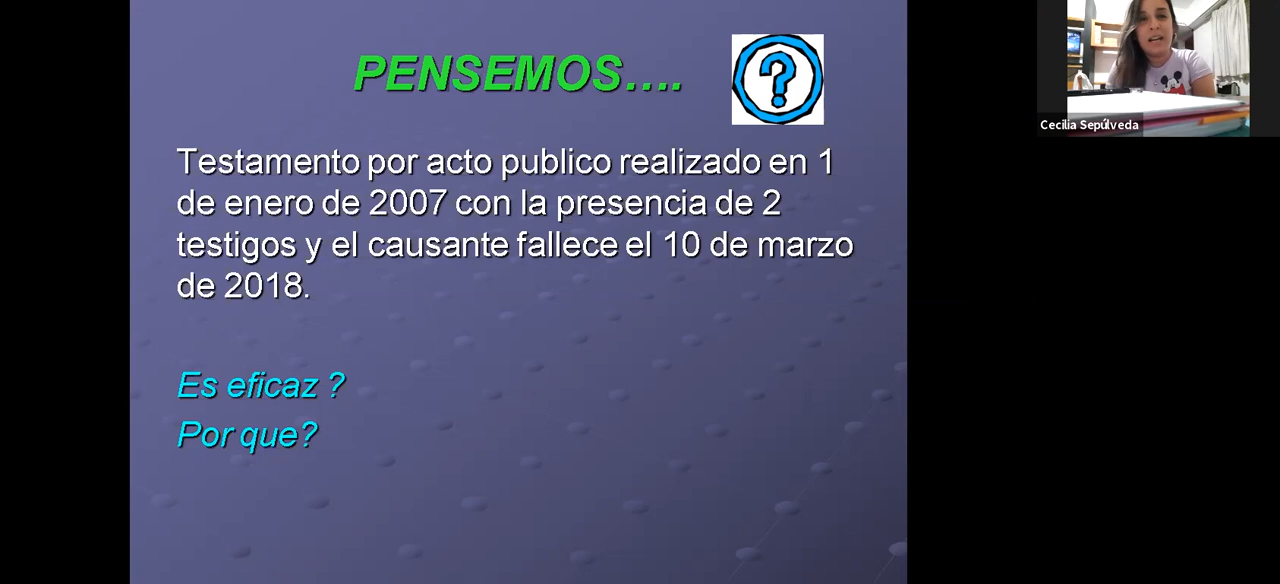 PENSEMOS….
?
Testamento por acto publico realizado en 1
de enero de 2007 con la presencia de 2
testigos y el causante fallece el 10 de marzo
de 2018.
Es eficaz ?
Por que?
Cecilia Sepúlveda